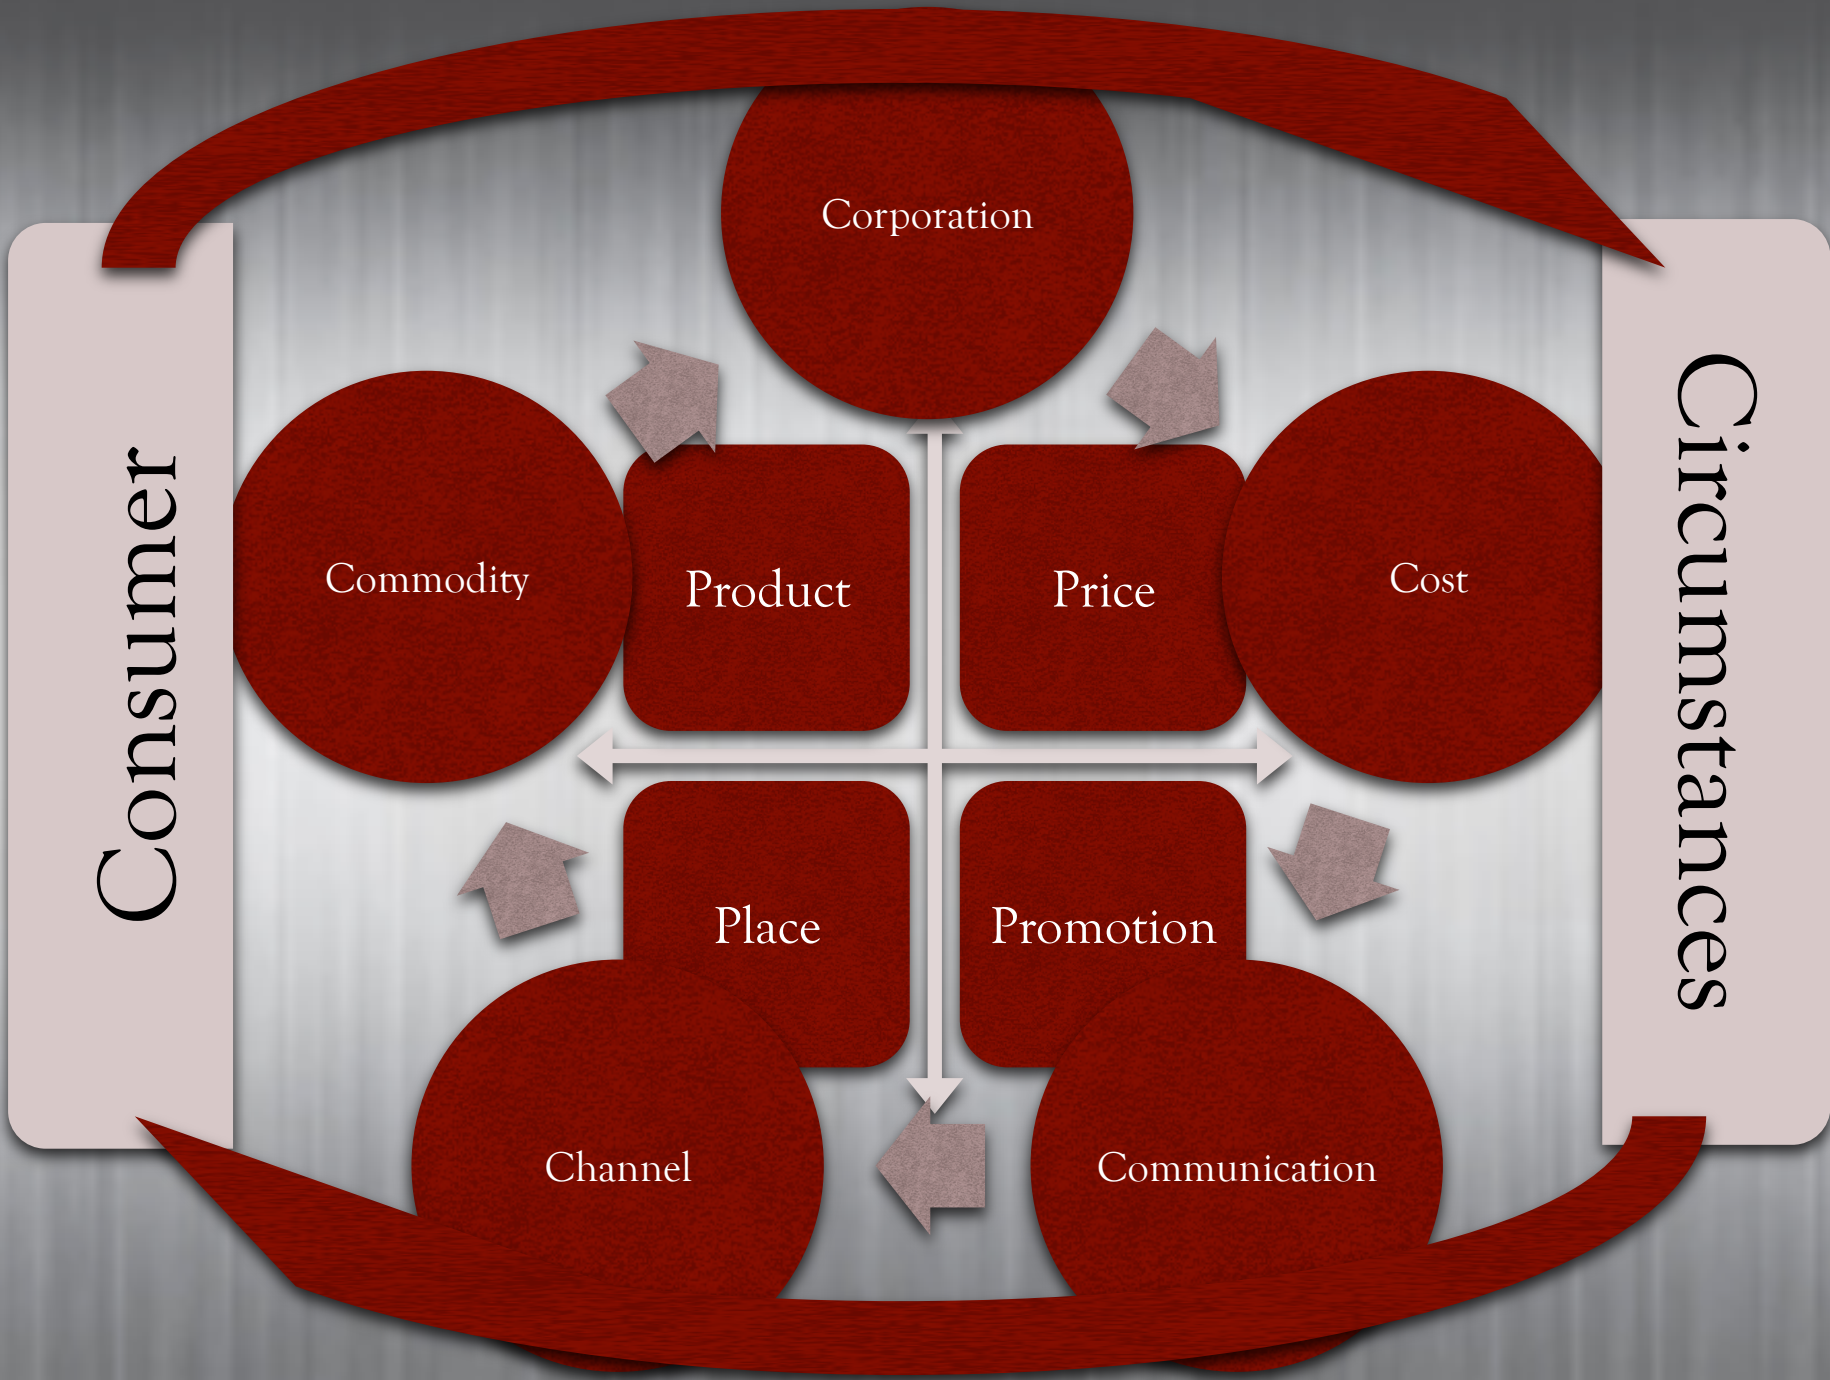 Corporation
Consumer
Commodity
Product
Price
Cost
Circumstances
Place
Promotion
Channel
Communication